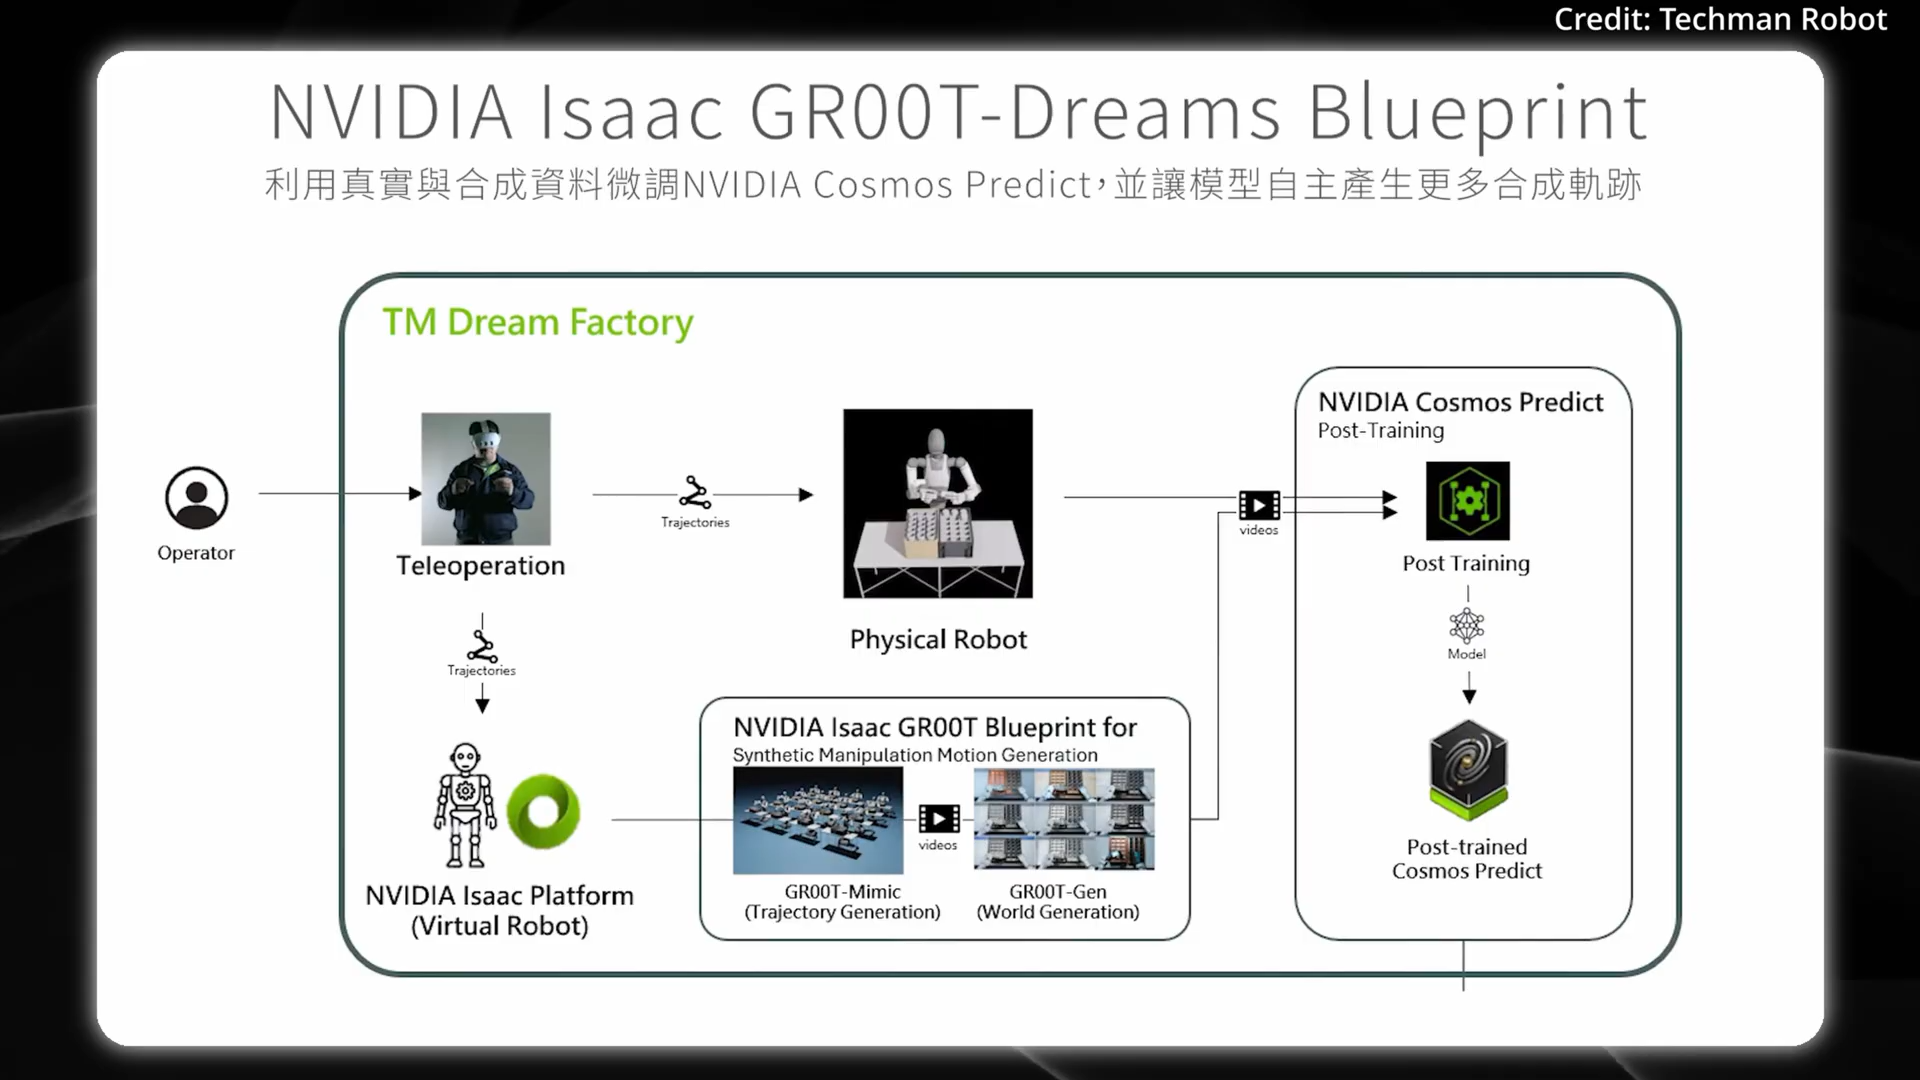 Credit: Techman Robot
NVIDIA Isaac GR00T-Dreams Blueprint
利用真實與合成資料微調NVIDIA Cosmos Predict，並讓模型自主產生更多合成軌跡
TM Dream Factory
Operator
Teleoperation
Trajectories
Physical Robot
videos
NVIDIA Cosmos Predict
Post-Training
Post Training
Model
Post-trained
Cosmos Predict
Trajectories
NVIDIA Isaac Platform
(Virtual Robot)
NVIDIA Isaac GR00T Blueprint for
Synthetic Manipulation Motion Generation
videos
GR00T-Mimic
(Trajectory Generation)
GR00T-Gen
(World Generation)